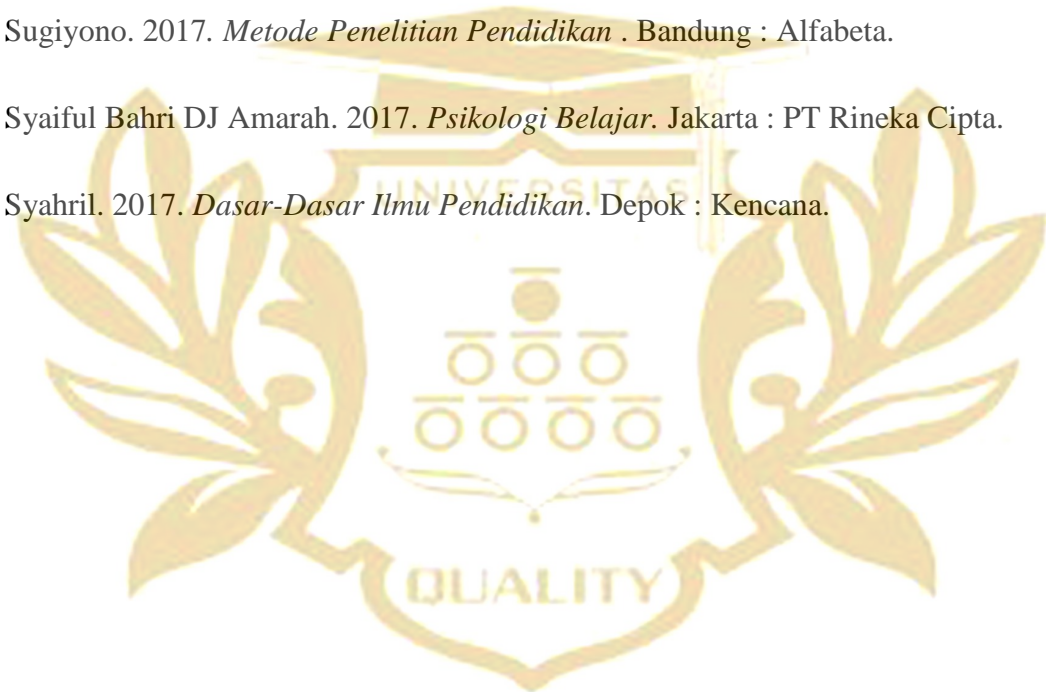 Sugiyono. 2017. Metode Penelitian Pendidikan . Bandung : Alfabeta.
Syaiful Bahri DJ Amarah. 2017. Psikologi Belajar. Jakarta : PT Rineka Cipta.
UNIVERSITAS
Syahril. 2017. Dasar-Dasar Ilmu Pendidikan. Depok : Kencana.
QUALITY